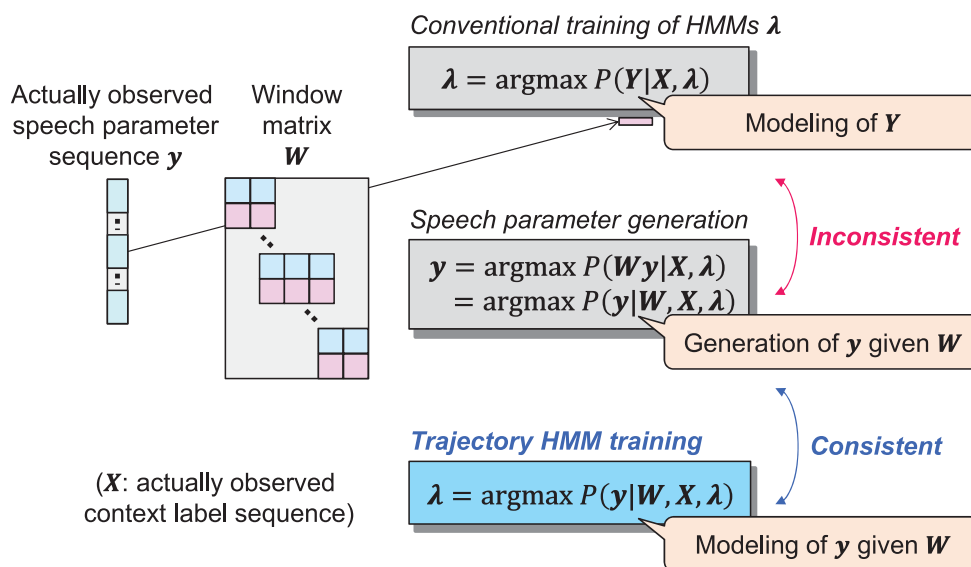 Conventional training of HMMs λ
λ = argmax P(Y|X, λ)
Modeling of Y
Actually observed
speech parameter
sequence y
Window
matrix
W
Speech parameter generation
y = argmax P(Wy|X, λ)
= argmax P(y|W, X, λ)
Generation of y given W
Inconsistent
Trajectory HMM training
λ = argmax P(y|W, X, λ)
Modeling of y given W
Consistent
(X: actually observed
context label sequence)